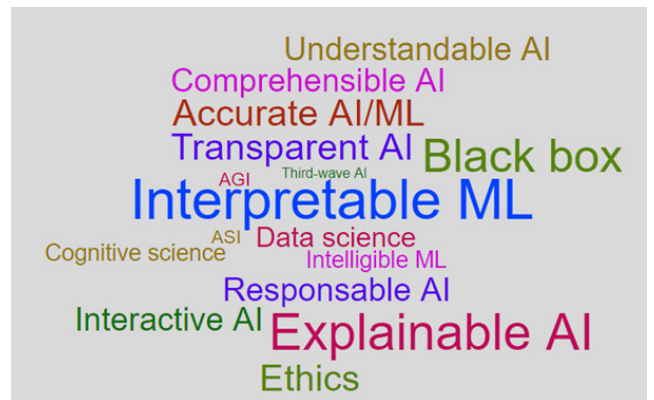 Understandable AI
Comprehensible AI
Accurate AI/ML
Transparent AI
Black box
Third-wave AI
AGI
Interpretable ML
ASI
Data science
Cognitive science
Intelligible ML
Responsable AI
Interactive AI
Explainable AI
Ethics